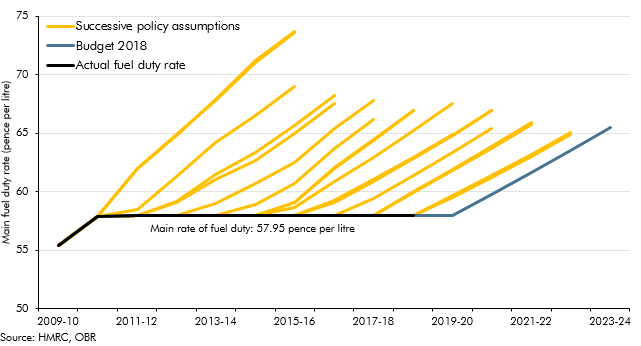 75
70
65
60
55
50
Main fuel duty rate (pence per litre)
Successive policy assumptions
Budget 2018
Actual fuel duty rate
Main rate of fuel duty: 57.95 pence per litre
2009-10 2011-12 2013-14 2015-16 2017-18 2019-20 2021-22 2023-24
Source: HMRC, OBR